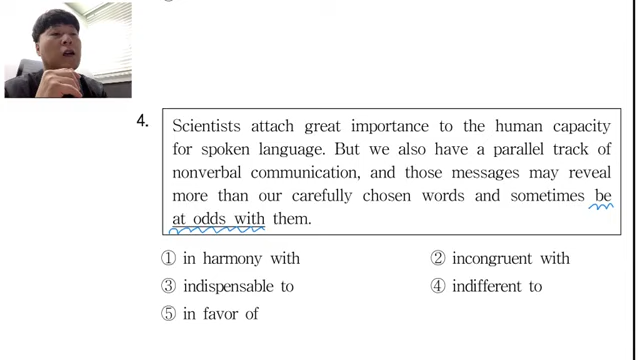 4.
Scientists attach great importance to the human capacity
for spoken language. But we also have a parallel track of
nonverbal communication, and those messages may reveal
more than our carefully chosen words and sometimes be
at odds with them.
① in harmony with
② incongruent with
③ indispensable to
④ indifferent to
⑤ in favor of